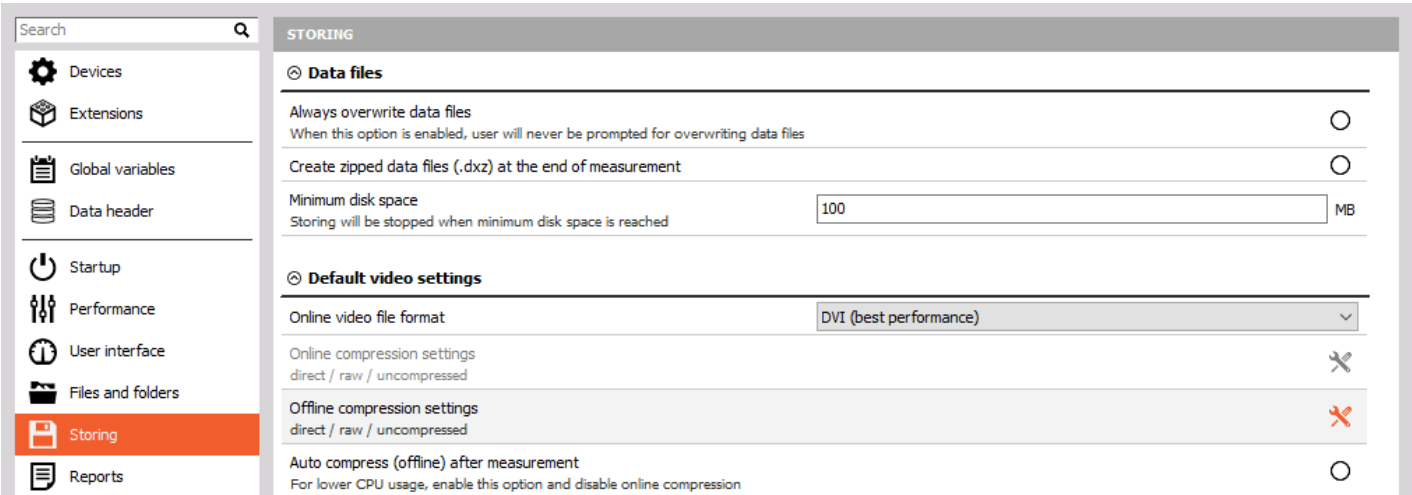 Search
Devices
Extensions
Global variables
Data header
Startup
Performance
User interface
Files and folders
Storing
Reports
STORING
Data files
Always overwrite data files
When this option is enabled, user will never be prompted for overwriting data files
Create zipped data files (.dxz) at the end of measurement
Minimum disk space
Storing will be stopped when minimum disk space is reached
100 MB
Default video settings
Online video file format
DVI (best performance)
Online compression settings
direct / raw / uncompressed
Offline compression settings
direct / raw / uncompressed
Auto compress (offline) after measurement
For lower CPU usage, enable this option and disable online compression